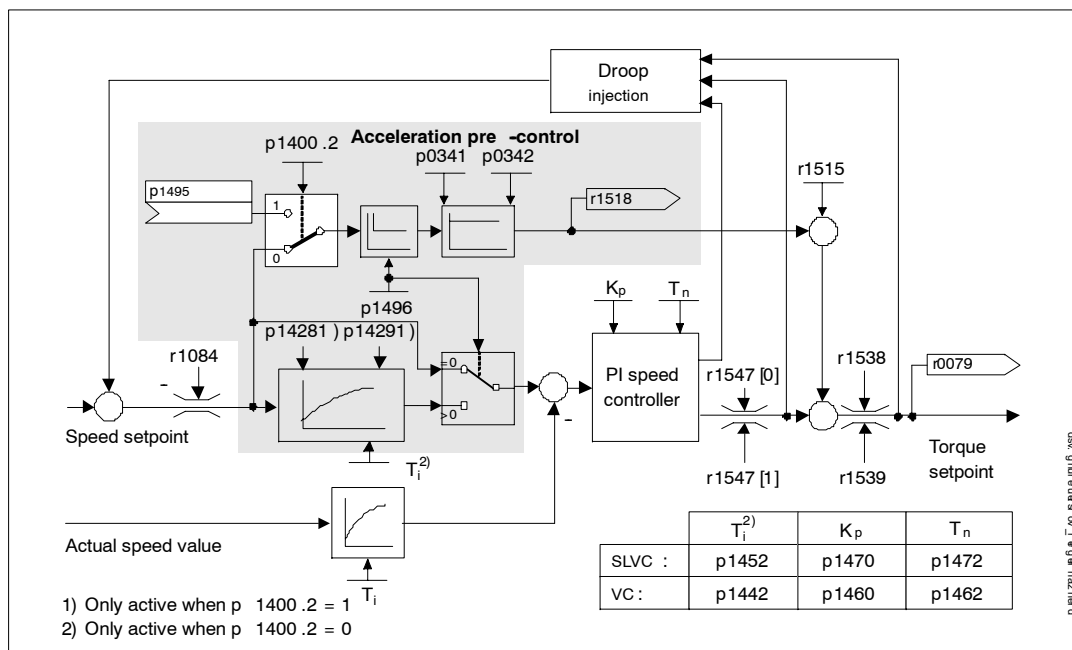 Droop
injection
Acceleration pre -control
p1400 .2
p0341
p0342
r1515
p1495
1
0
r1518
p1496
Kp
Tn
p14281 )
p14291 )
r1084
-
=0
>0
PI speed
controller
r1547 [0]
r1538
r0079
Speed setpoint
-
Ti2)
r1547 [1]
r1539
Torque
setpoint
Actual speed value
Ti
Ti2) Kp Tn
SLVC : p1452 p1470 p1472
VC : p1442 p1460 p1462
1) Only active when p 1400 .2 = 1
2) Only active when p 1400 .2 = 0